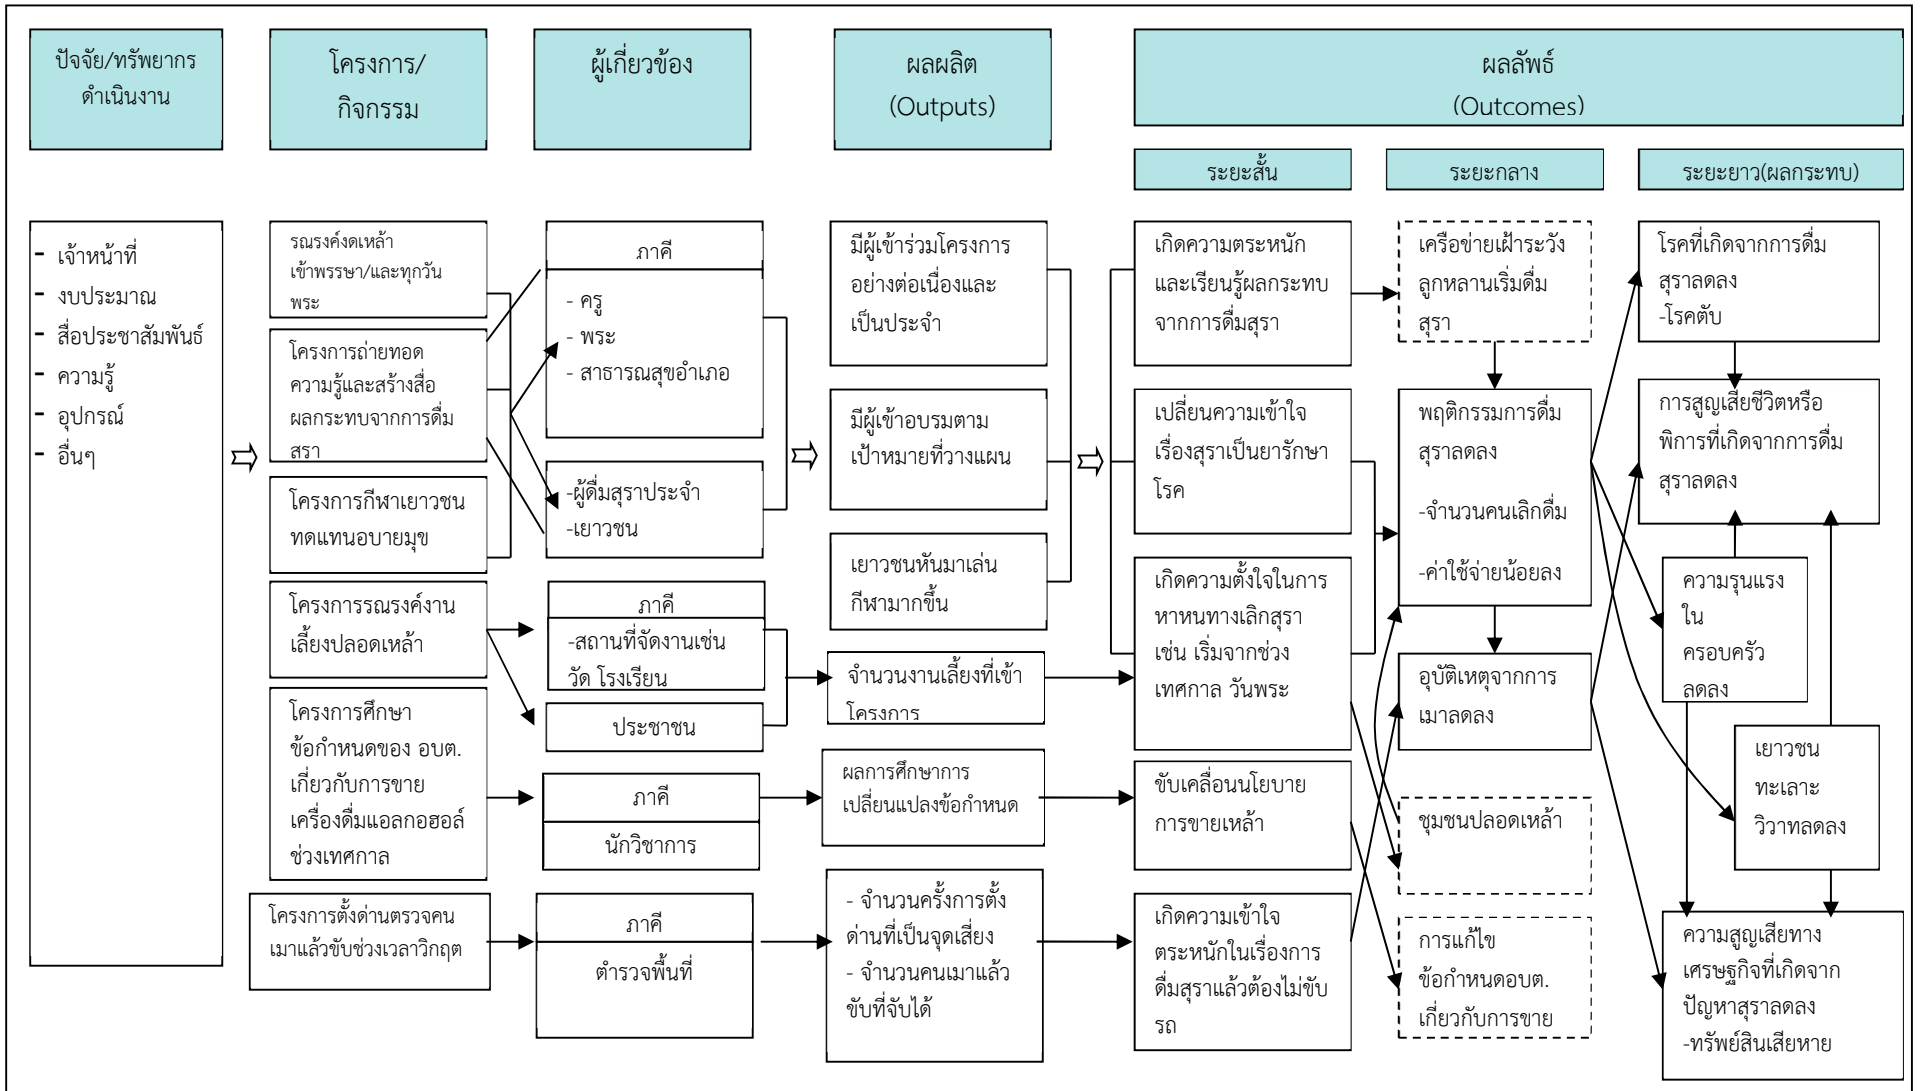 ปัจจัย/ทรัพยากร
ดำเนินงาน
โครงการ/
กิจกรรม
ผู้เกี่ยวข้อง
ผลผลิต
(Outputs)
ผลลัพธ์
(Outcomes)
ระยะสั้น
ระยะกลาง
ระยะยาว(ผลกระทบ)
- เจ้าหน้าที่
- งบประมาณ
- สื่อประชาสัมพันธ์
- ความรู้
- อุปกรณ์
- อื่นๆ
รณรงค์งดเหล้า
เข้าพรรษา/และทุกวัน
พระ
โครงการถ่ายทอด
ความรู้และสร้างสื่อ
ผลกระทบจากการดื่ม
สรา
โครงการกีฬาเยาวชน
ทดแทนอบายมุข
โครงการรณรงค์งาน
เลี้ยงปลอดเหล้า
โครงการศึกษา
ข้อกำหนดของ อบต.
เกี่ยวกับการขาย
เครื่องดื่มแอลกอฮอล์
ช่วงเทศกาล
โครงการตั้งด่านตรวจคน
เมาแล้วขับช่วงเวลาวิกฤต
ภาคี
- ครู
- พระ
- สาธารณสุขอำเภอ
-ผู้ดื่มสุราประจำ
-เยาวชน
ภาคี
-สถานที่จัดงานเช่น
วัด โรงเรียน
ประชาชน
ภาคี
นักวิชาการ
ภาคี
ตำรวจพื้นที่
มีผู้เข้าร่วมโครงการ
อย่างต่อเนื่องและ
เป็นประจำ
มีผู้เข้าอบรมตาม
เป้าหมายที่วางแผน
เยาวชนหันมาเล่น
กีฬามากขึ้น
จำนวนงานเลี้ยงที่เข้า
โครงการ
ผลการศึกษาการ
เปลี่ยนแปลงข้อกำหนด
- จำนวนครั้งการตั้ง
ด่านที่เป็นจุดเสี่ยง
- จำนวนคนเมาแล้ว
ขับที่จับได้
เกิดความตระหนัก
และเรียนรู้ผลกระทบ
จากการดื่มสุรา
เปลี่ยนความเข้าใจ
เรื่องสุราเป็นยารักษา
โรค
เกิดความตั้งใจในการ
หาหนทางเลิกสุรา
เช่น เริ่มจากช่วง
เทศกาล วันพระ
ขับเคลื่อนนโยบาย
การขายเหล้า
เกิดความเข้าใจ
ตระหนักในเรื่องการ
ดื่มสุราแล้วต้องไม่ขับ
รถ
เครือข่ายเฝ้าระวัง
ลูกหลานเริ่มดื่ม
สุรา
พฤติกรรมการดื่ม
สุราลดลง
-จำนวนคนเลิกดื่ม
-ค่าใช้จ่ายน้อยลง
อุบัติเหตุจากการ
เมาลดลง
ชุมชนปลอดเหล้า
การแก้ไข
ข้อกำหนดอบต.
เกี่ยวกับการขาย
โรคที่เกิดจากการดื่ม
สุราลดลง
-โรคตับ
การสูญเสียชีวิตหรือ
พิการที่เกิดจากการดื่ม
สุราลดลง
ความรุนแรง
ใน
ครอบครัว
ลดลง
เยาวชน
ทะเลาะ
วิวาทลดลง
ความสูญเสียทาง
เศรษฐกิจที่เกิดจาก
ปัญหาสุราลดลง
-ทรัพย์สินเสียหาย